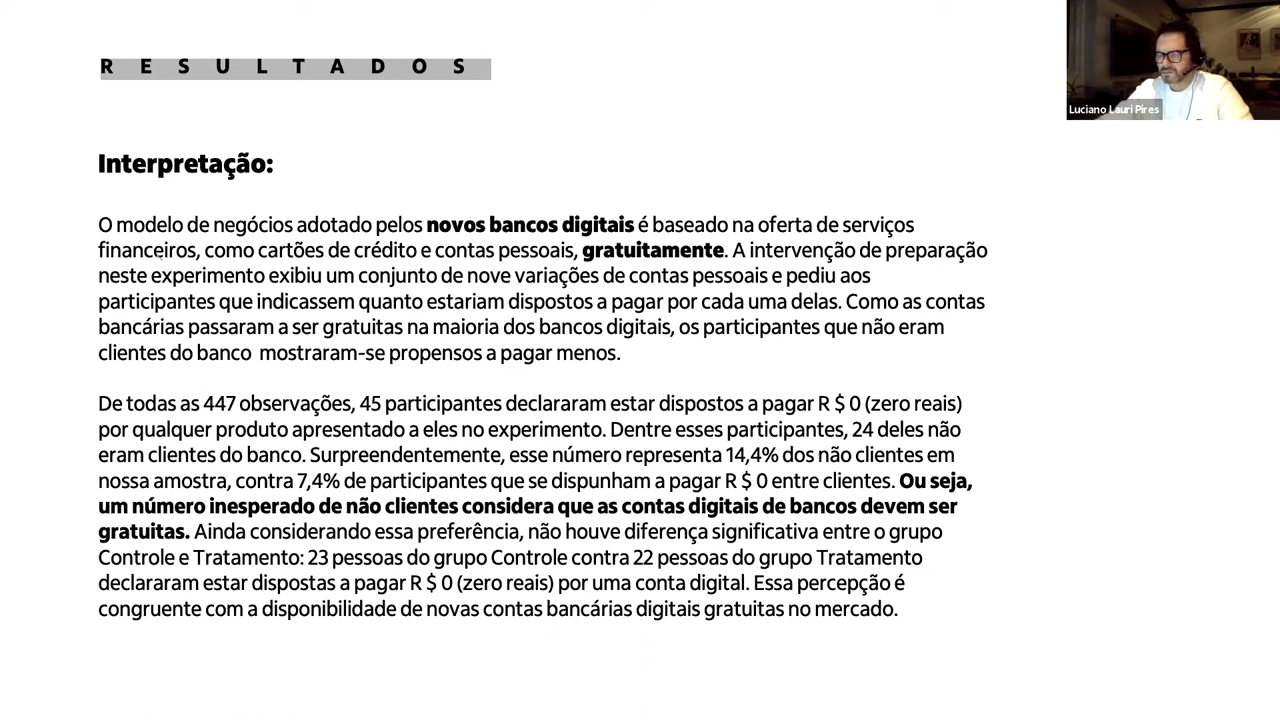 RESULTADOS
Luciano Lauri Pires
Interpretação:
O modelo de negócios adotado pelos novos bancos digitais é baseado na oferta de serviços
financeiros, como cartões de crédito e contas pessoais, gratuitamente. A intervenção de preparação
neste experimento exibiu um conjunto de nove variações de contas pessoais e pediu aos
participantes que indicassem quanto estariam dispostos a pagar por cada uma delas. Como as contas
bancárias passaram a ser gratuitas na maioria dos bancos digitais, os participantes que não eram
clientes do banco mostraram-se propensos a pagar menos.
De todas as 447 observações, 45 participantes declararam estar dispostos a pagar R $ 0 (zero reais)
por qualquer produto apresentado a eles no experimento. Dentre esses participantes, 24 deles não
eram clientes do banco. Surpreendentemente, esse número representa 14,4% dos não clientes em
nossa amostra, contra 7,4% de participantes que se dispunham a pagar R $ 0 entre clientes. Ou seja,
um número inesperado de não clientes considera que as contas digitais de bancos devem ser
gratuitas. Ainda considerando essa preferência, não houve diferença significativa entre o grupo
Controle e Tratamento: 23 pessoas do grupo Controle contra 22 pessoas do grupo Tratamento
declararam estar dispostas a pagar R $ 0 (zero reais) por uma conta digital. Essa percepção é
congruente com a disponibilidade de novas contas bancárias digitais gratuitas no mercado.